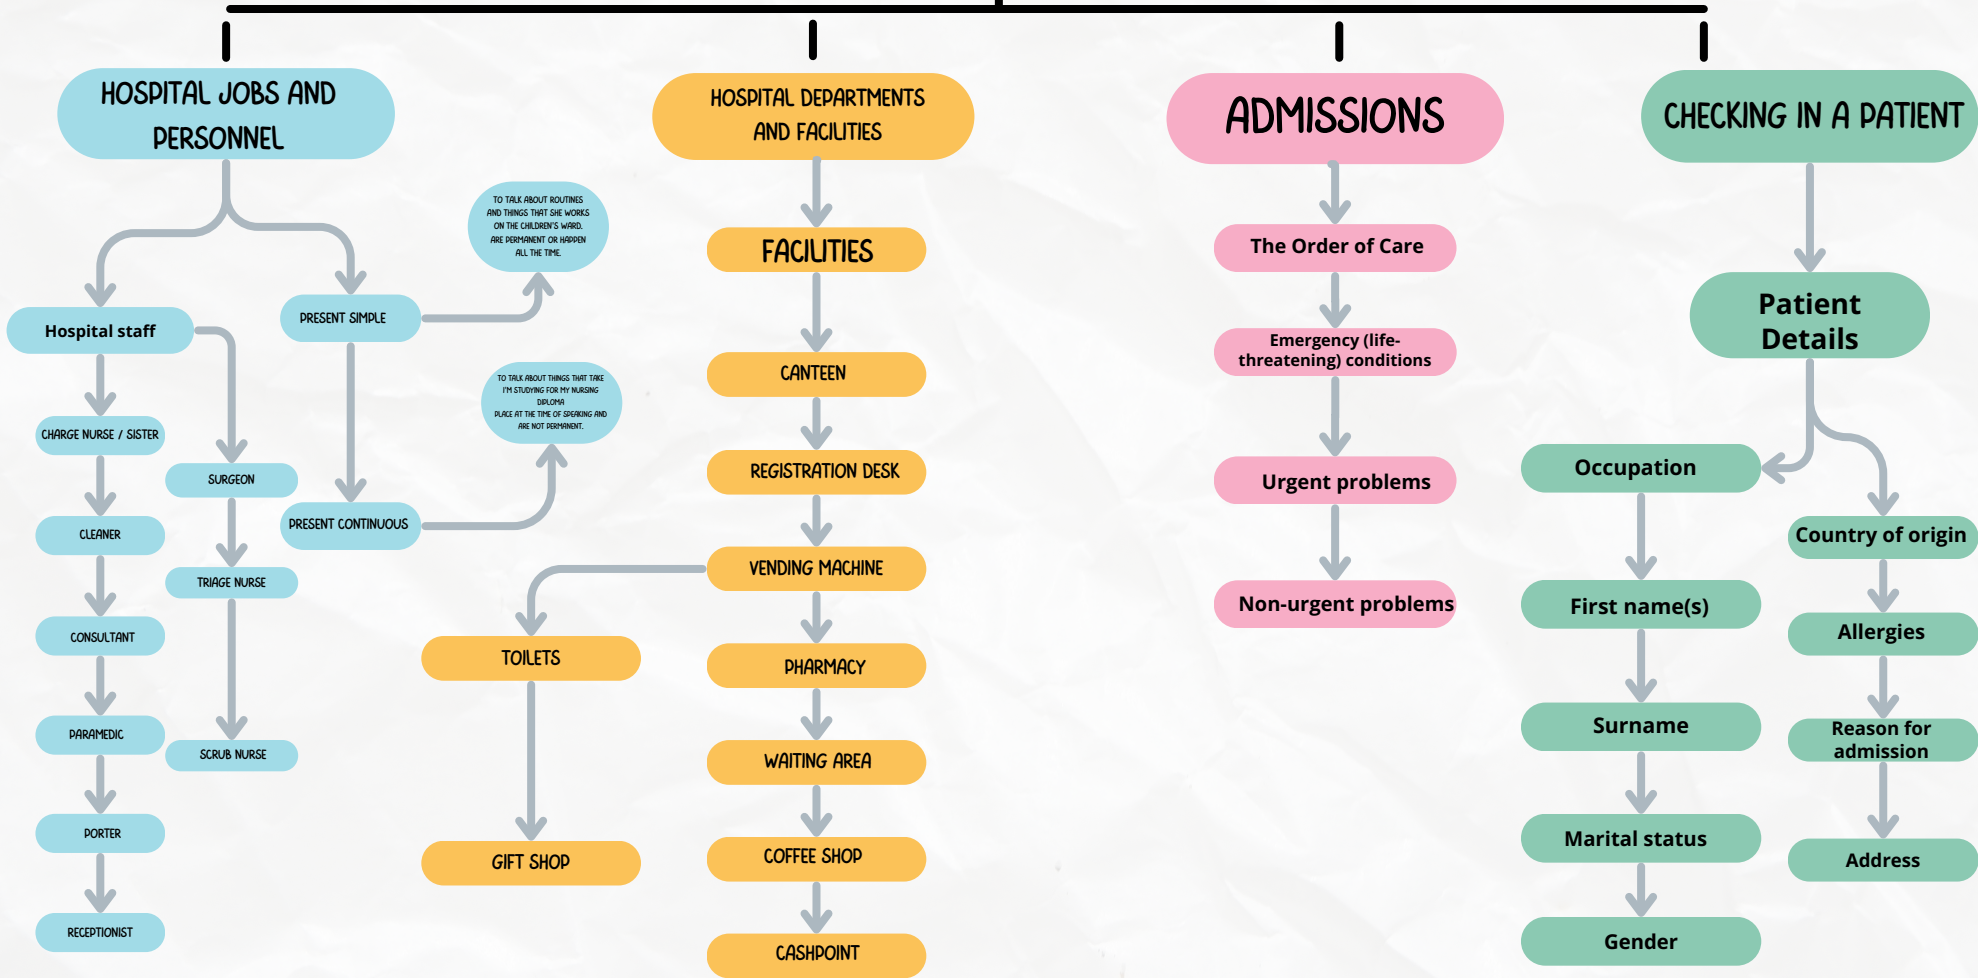 HOSPITAL JOBS AND
PERSONNEL
TO TALK ABOUT ROUTINES
AND THINGS THAT SHE WORKS
ON THE CHILDREN'S WARD.
ARE PERMANENT OR HAPPEN
ALL THE TIME.
Hospital staff
PRESENT SIMPLE
TO TALK ABOUT THINGS THAT TAKE
I'M STUDYING FOR MY NURSING
DIPLOMA
PLACE AT THE TIME OF SPEAKING AND
ARE NOT PERMANENT.
CHARGE NURSE / SISTER
SURGEON
PRESENT CONTINUOUS
CLEANER
TRIAGE NURSE
CONSULTANT
PARAMEDIC
SCRUB NURSE
PORTER
RECEPTIONIST
HOSPITAL DEPARTMENTS
AND FACILITIES
FACILITIES
CANTEEN
REGISTRATION DESK
VENDING MACHINE
TOILETS
PHARMACY
WAITING AREA
GIFT SHOP
COFFEE SHOP
CASHPOINT
ADMISSIONS
The Order of Care
Emergency (life-
threatening) conditions
Urgent problems
Non-urgent problems
CHECKING IN A PATIENT
Patient
Details
Occupation
First name(s)
Surname
Marital status
Gender
Country of origin
Allergies
Reason for
admission
Address